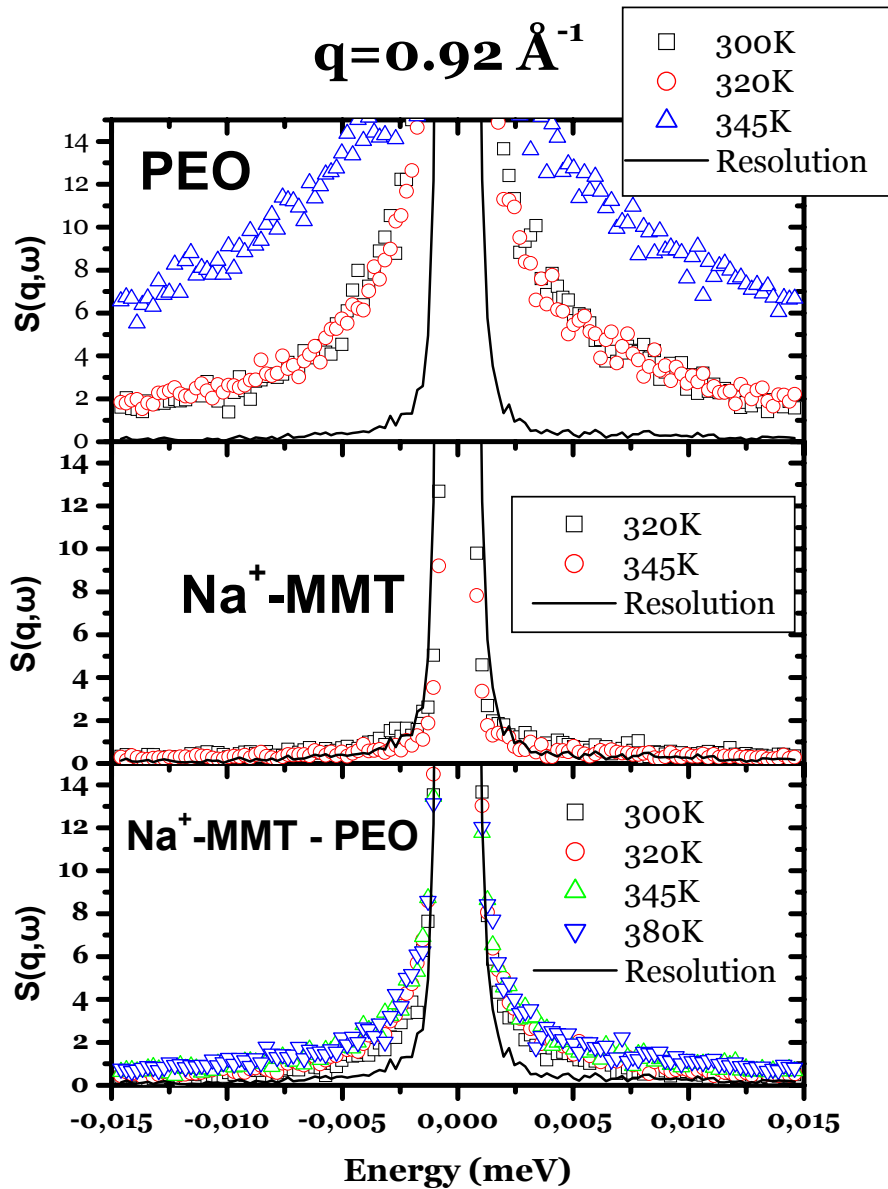 q=0.92 Å⁻¹
300K
320K
345K
Resolution
PEO
S(q,ω)
14
12
10
8
6
4
2
0
Na⁺-MMT
320K
345K
Resolution
S(q,ω)
14
12
10
8
6
4
2
0
Na⁺-MMT - PEO
300K
320K
345K
380K
Resolution
S(q,ω)
14
12
10
8
6
4
2
0
-0,015 -0,010 -0,005 0,000 0,005 0,010 0,015
Energy (meV)